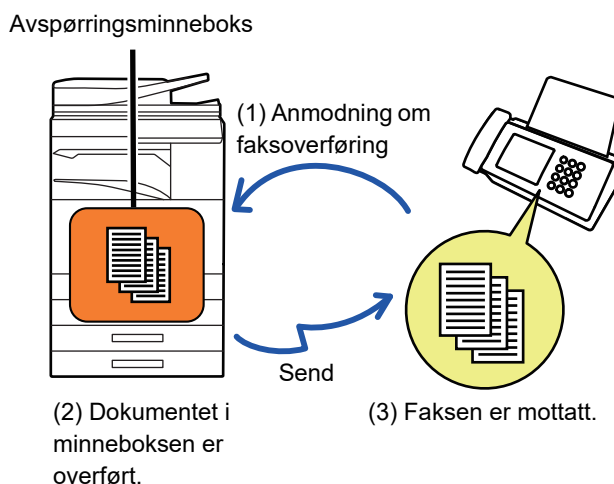 Avspørringsminneboks
(1) Anmodning om
faksoverføring
Send
(2) Dokumentet i
minneboksen er
overført.
(3) Faksen er mottatt.